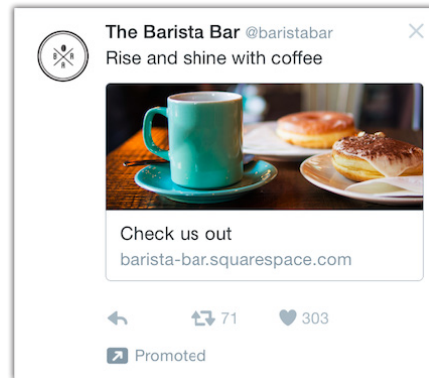 The Barista Bar @baristabar
Rise and shine with coffee
Check us out
barista-bar.squarespace.com
71 303
Promoted